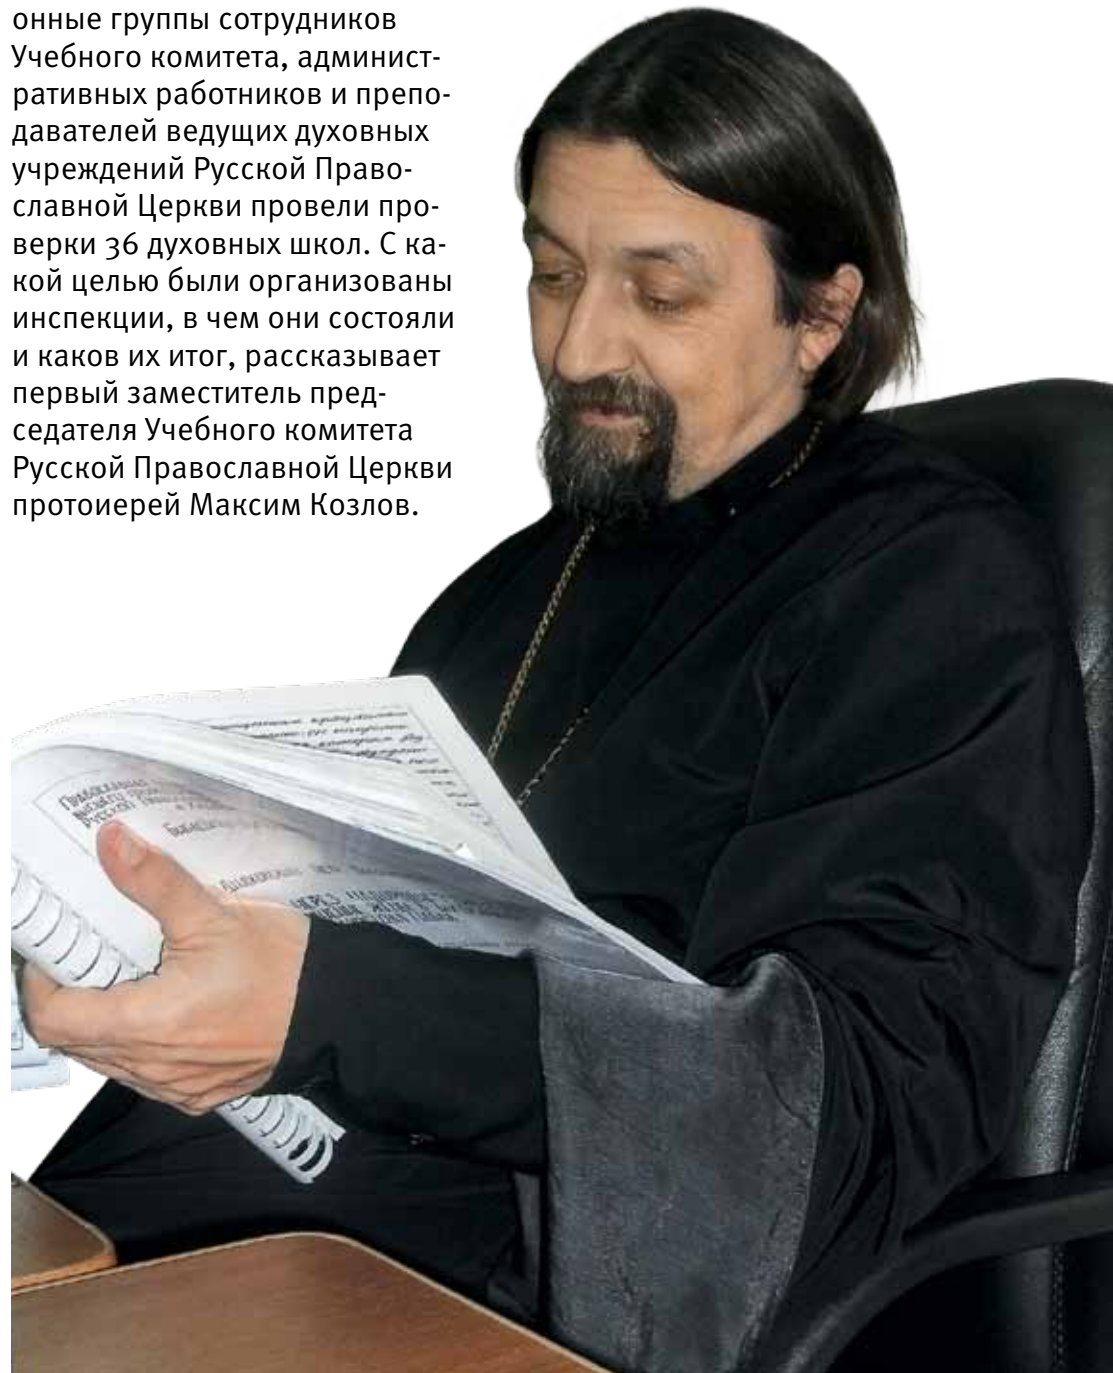 онные группы сотрудников
Учебного комитета, админист-
ративных работников и препо-
давателей ведущих духовных
учреждений Русской Право-
славной Церкви провели про-
верки 36 духовных школ. С ка-
кой целью были организованы
инспекции, в чем они состояли
и каков их итог, рассказывает
первый заместитель пред-
седателя Учебного комитета
Русской Православной Церкви
протоиерей Максим Козлов.
Православная
Русской